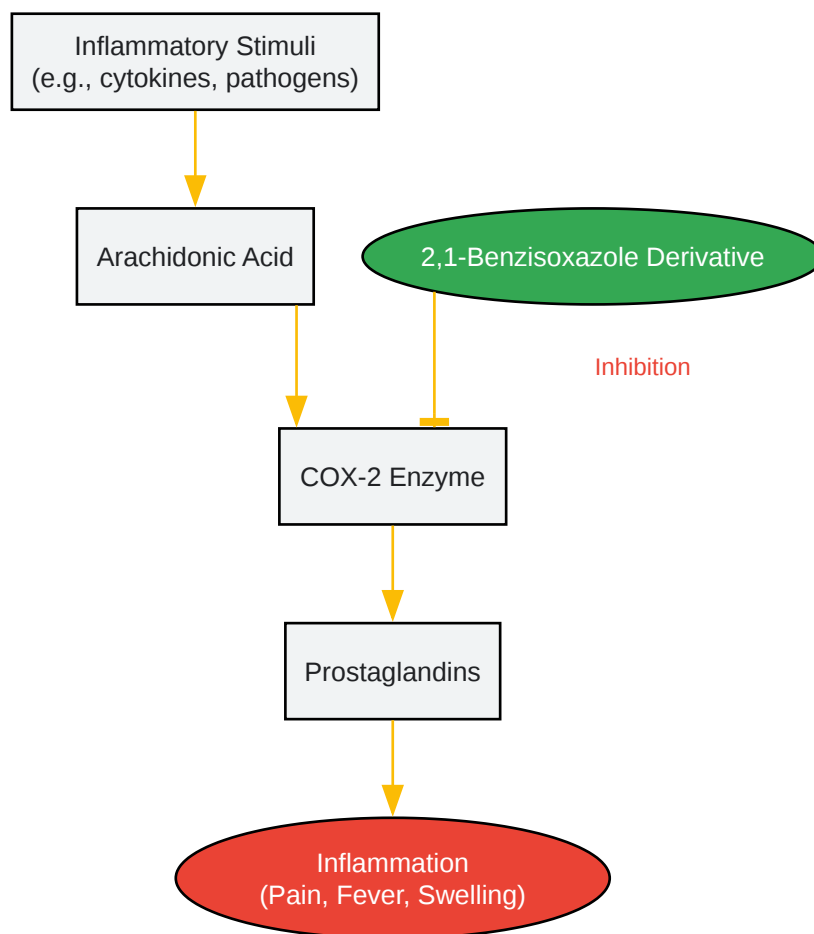 Inflammatory Stimuli
(e.g., cytokines, pathogens)
Arachidonic Acid
2,1-Benzisoxazole Derivative
Inhibition
COX-2 Enzyme
Prostaglandins
Inflammation
(Pain, Fever, Swelling)